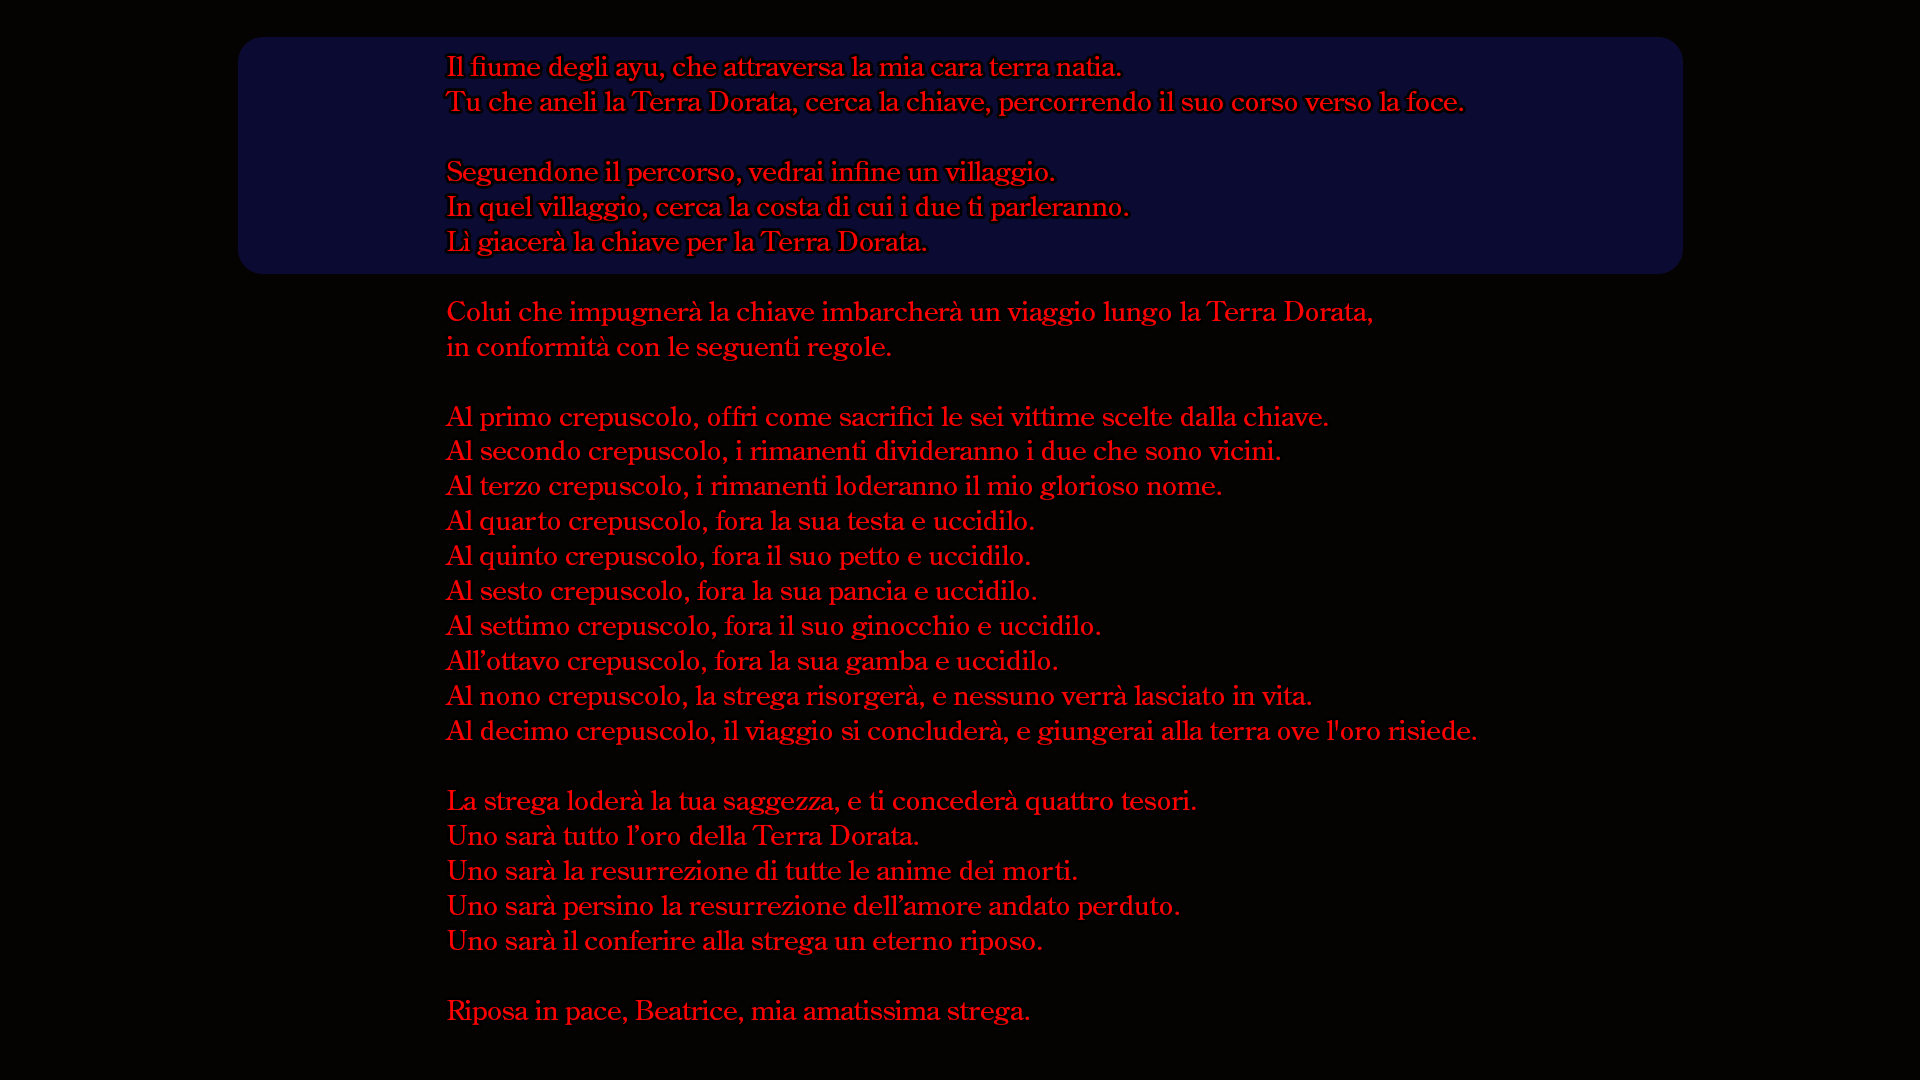 Il fiume degli ayu, che attraversa la mia cara terra natia.
Tu che aneli la Terra Dorata, cerca la chiave, percorrendo il suo corso verso la foce.
Seguendone il percorso, vedrai infine un villaggio.
In quel villaggio, cerca la costa di cui i due ti parleranno.
Lì giacerà la chiave per la Terra Dorata.
Colui che impugnerà la chiave imbarcherà un viaggio lungo la Terra Dorata,
in conformità con le seguenti regole.
Al primo crepuscolo, offri come sacrifici le sei vittime scelte dalla chiave.
Al secondo crepuscolo, i rimanenti divideranno i due che sono vicini.
Al terzo crepuscolo, i rimanenti loderanno il mio glorioso nome.
Al quarto crepuscolo, fora la sua testa e uccidilo.
Al quinto crepuscolo, fora il suo petto e uccidilo.
Al sesto crepuscolo, fora la sua pancia e uccidilo.
Al settimo crepuscolo, fora il suo ginocchio e uccidilo.
All’ottavo crepuscolo, fora la sua gamba e uccidilo.
Al nono crepuscolo, la strega risorgerà, e nessuno verrà lasciato in vita.
Al decimo crepuscolo, il viaggio si concluderà, e giungerai alla terra ove l'oro risiede.
La strega loderà la tua saggezza, e ti concederà quattro tesori.
Uno sarà tutto l’oro della Terra Dorata.
Uno sarà la resurrezione di tutte le anime dei morti.
Uno sarà persino la resurrezione dell’amore andato perduto.
Uno sarà il conferire alla strega un eterno riposo.
Riposa in pace, Beatrice, mia amatissima strega.